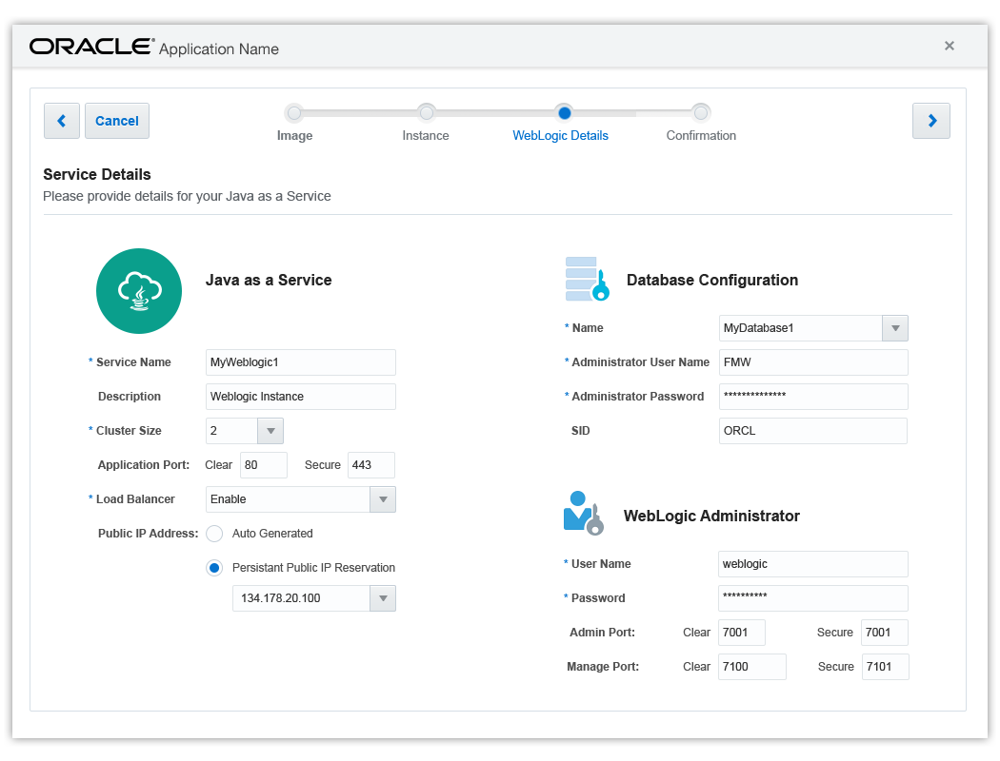 ORACLE® Application Name
×
Cancel
Image
Instance
WebLogic Details
Confirmation
Service Details
Please provide details for your Java as a Service
Java as a Service
* Service Name MyWeblogic1
Description Weblogic Instance
* Cluster Size 2
Application Port: Clear 80 Secure 443
* Load Balancer Enable
Public IP Address: Auto Generated
Persistant Public IP Reservation
134.178.20.100
Database Configuration
* Name MyDatabase1
* Administrator User Name FMW
* Administrator Password **************
SID ORCL
WebLogic Administrator
* User Name weblogic
* Password **********
Admin Port: Clear 7001 Secure 7001
Manage Port: Clear 7100 Secure 7101